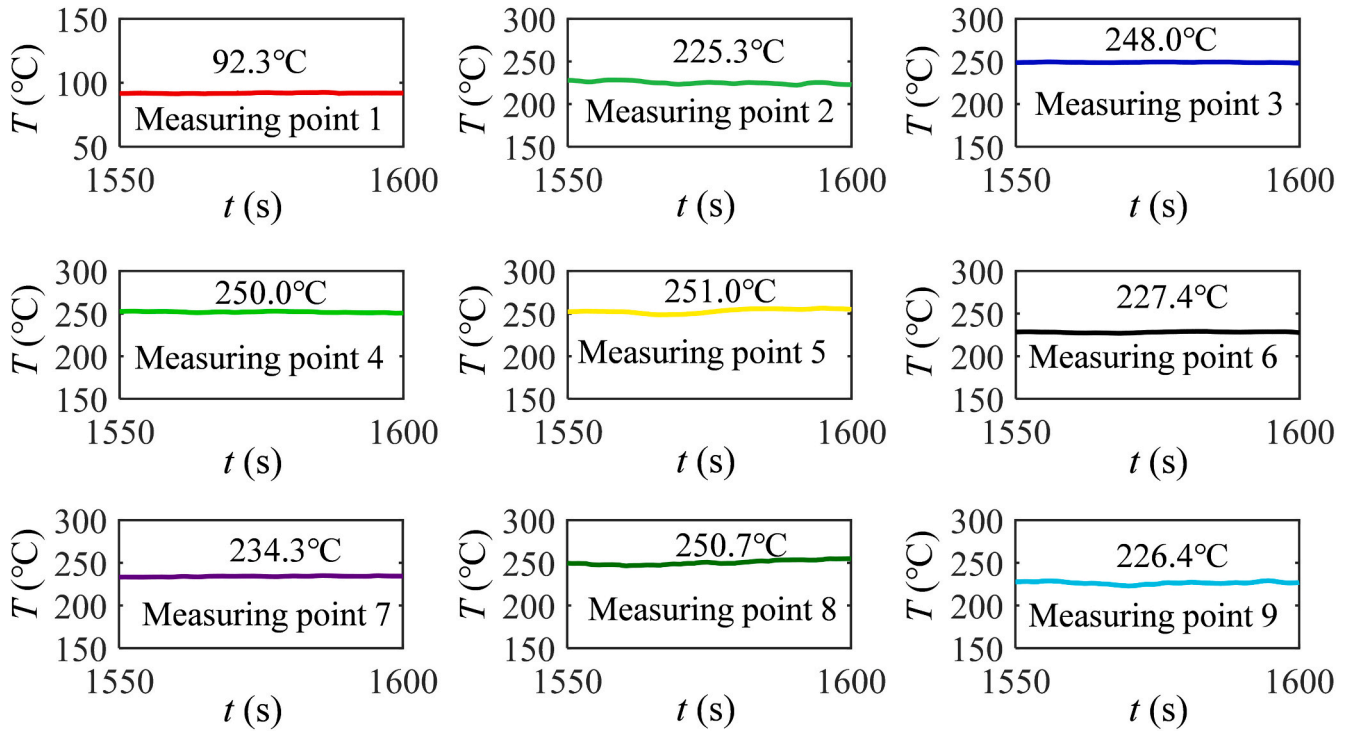 150
100
50
T (℃)
92.3℃
Measuring point 1
1550
1600
t (s)
300
250
200
150
T (℃)
225.3℃
Measuring point 2
1550
1600
t (s)
300
250
200
150
T (℃)
248.0℃
Measuring point 3
1550
1600
t (s)
300
250
200
150
T (℃)
250.0℃
Measuring point 4
1550
1600
t (s)
300
250
200
150
T (℃)
251.0℃
Measuring point 5
1550
1600
t (s)
300
250
200
150
T (℃)
227.4℃
Measuring point 6
1550
1600
t (s)
300
250
200
150
T (℃)
234.3℃
Measuring point 7
1550
1600
t (s)
300
250
200
150
T (℃)
250.7℃
Measuring point 8
1550
1600
t (s)
300
250
200
150
T (℃)
226.4℃
Measuring point 9
1550
1600
t (s)